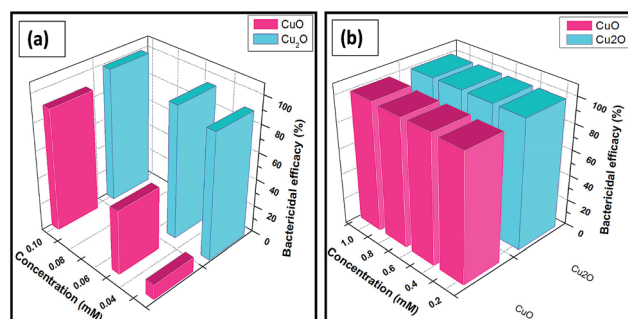 (a)
CuO
Cu₂O
100
80
60
40
20
0
Bactericidal efficacy (%)
0.10
0.08
0.06
0.04
Concentration (mM)
(b)
CuO
Cu2O
100
80
60
40
20
0
Bactericidal efficacy (%)
1.0
0.8
0.6
0.4
0.2
Concentration (mM)
Cu2O
CuO